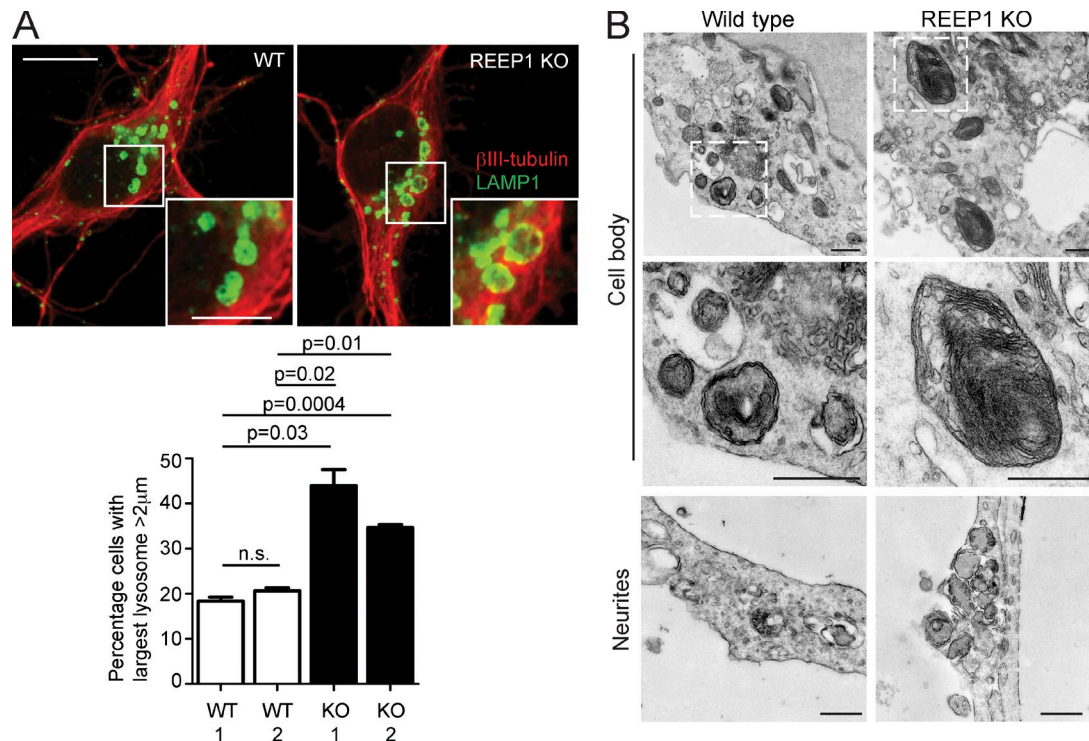 A
WT
REEP1 KO
βIII-tubulin
LAMP1
p=0.01
p=0.02
p=0.0004
p=0.03
n.s.
Percentage cells with
largest lysosome >2μm
50
40
30
20
10
0
WT
1
WT
2
KO
1
KO
2
B
Wild type
REEP1 KO
Cell body
Neurites